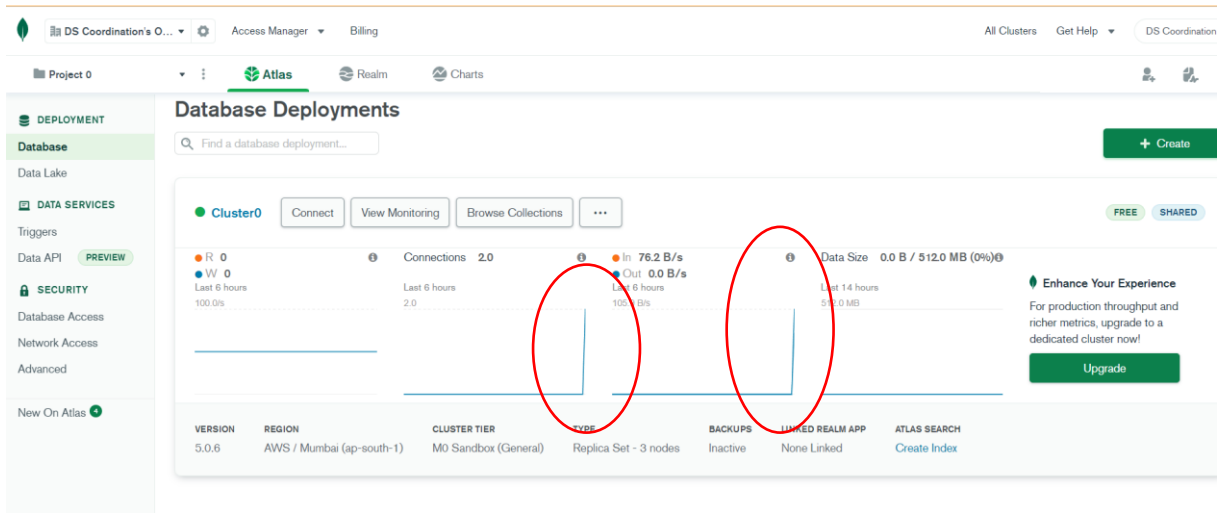 DS Coordination's O...
Access Manager
Billing
All Clusters
Get Help
DS Coordination
Project 0
Atlas
Realm
Charts
DEPLOYMENT
Database
Data Lake
DATA SERVICES
Triggers
Data API PREVIEW
SECURITY
Database Access
Network Access
Advanced
New On Atlas 4
Database Deployments
Find a database deployment...
+ Create
Cluster0
Connect
View Monitoring
Browse Collections
...
FREE
SHARED
R 0
W 0
Last 6 hours
100.0/s
Connections 2.0
Last 6 hours
2.0
In 76.2 B/s
Out 0.0 B/s
Last 6 hours
B/s
Data Size 0.0 B / 512.0 MB (0%)
Last 14 hours
512.0 MB
Enhance Your Experience
For production throughput and
richer metrics, upgrade to a
dedicated cluster now!
Upgrade
VERSION
5.0.6
REGION
AWS / Mumbai (ap-south-1)
CLUSTER TIER
M0 Sandbox (General)
TYPE
Replica Set - 3 nodes
BACKUPS
Inactive
LINKED REALM APP
None Linked
ATLAS SEARCH
Create Index